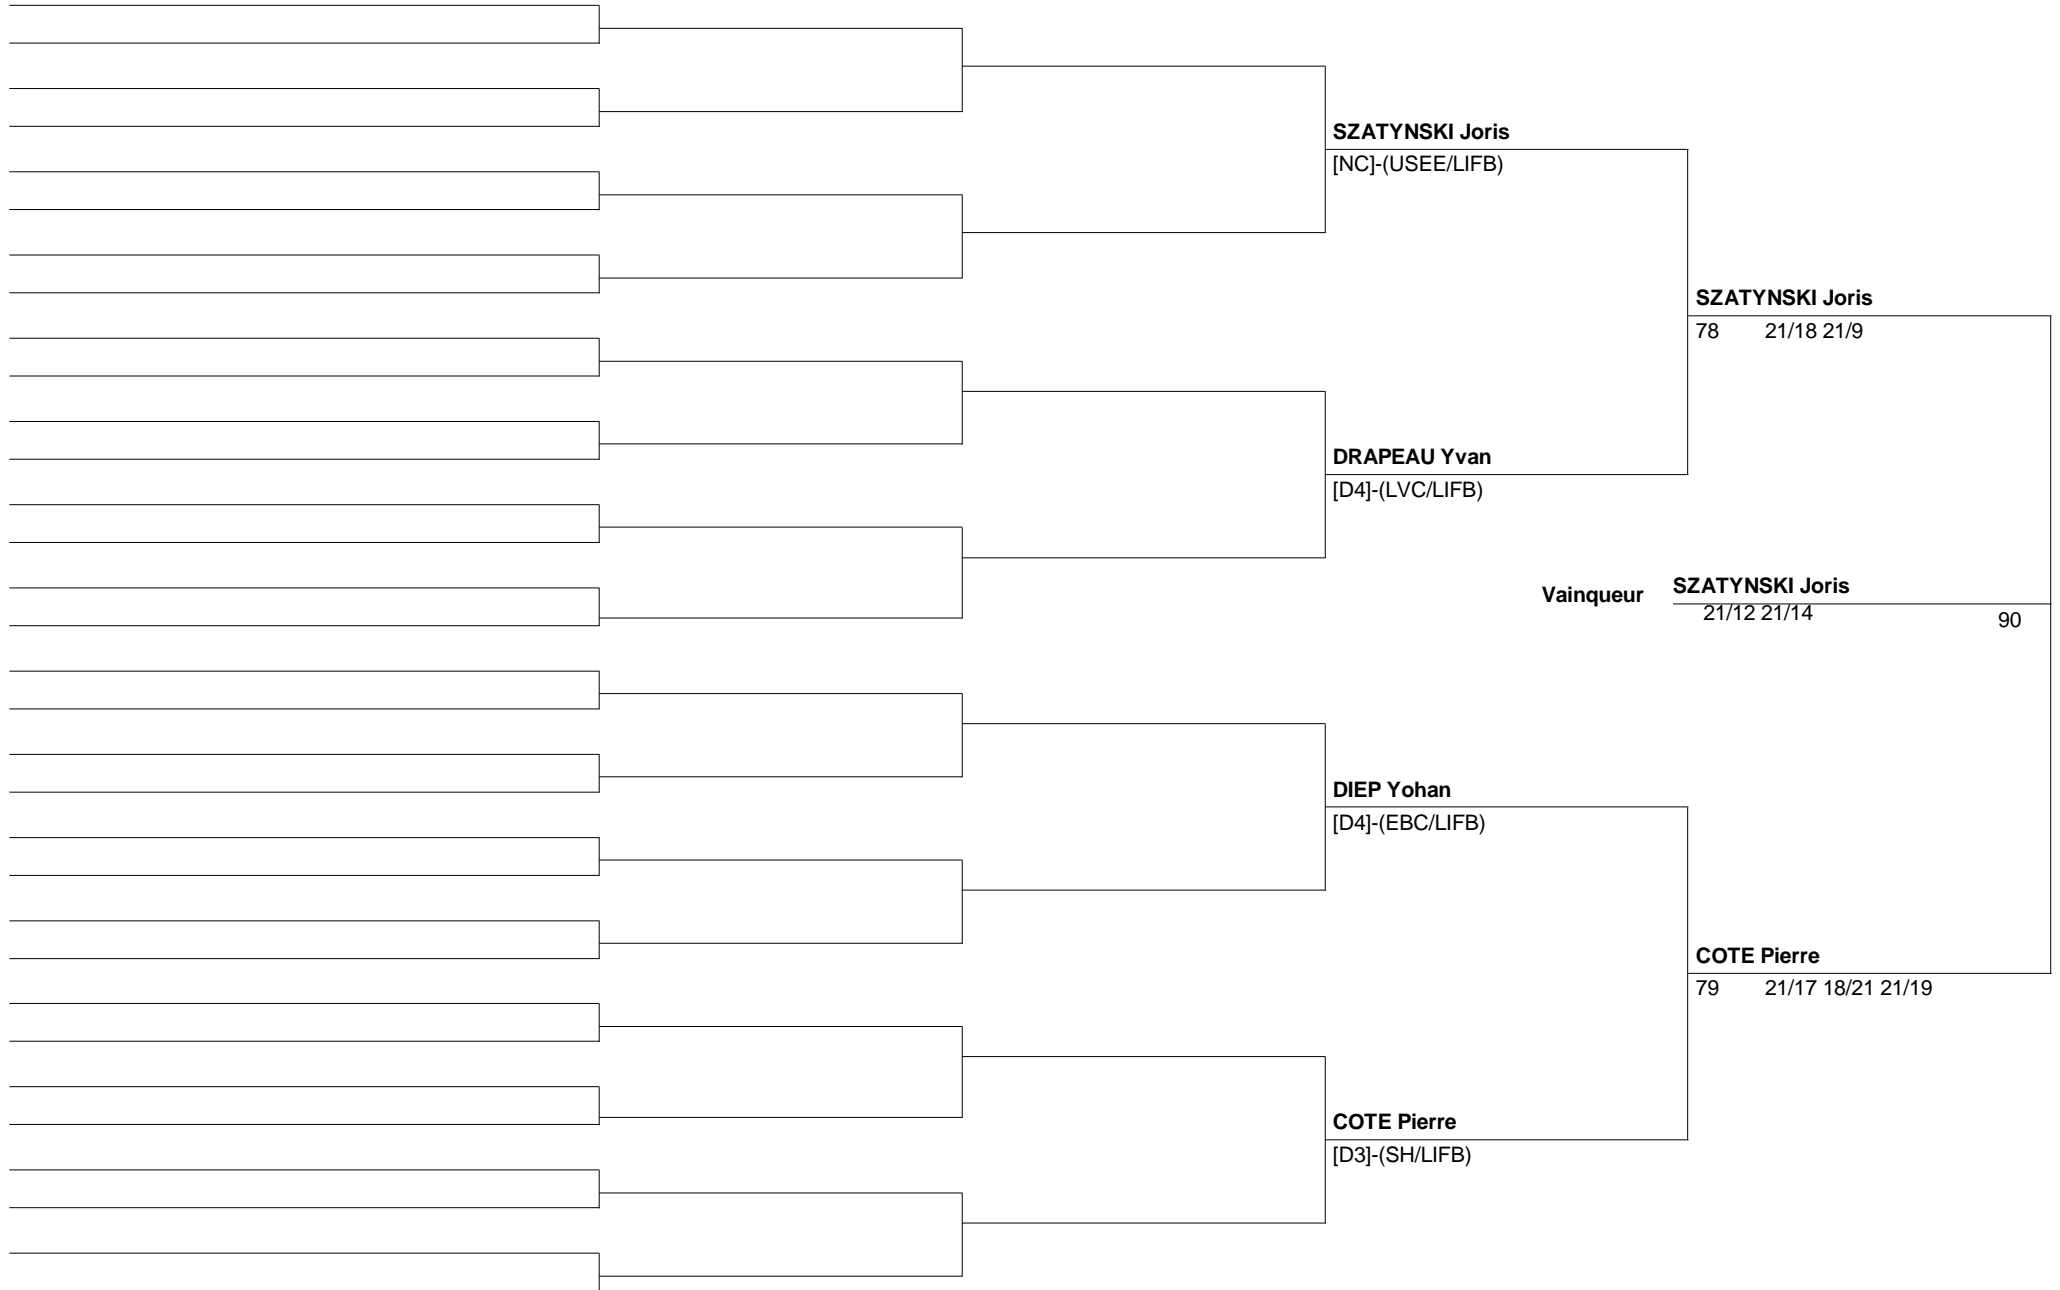 SZATYNSKI Joris
[NC]-(USEE/LIFB)
SZATYNSKI Joris
78 21/18 21/9
DRAPEAU Yvan
[D4]-(LVC/LIFB)
Vainqueur SZATYNSKI Joris
21/12 21/14 90
DIEP Yohan
[D4]-(EBC/LIFB)
COTE Pierre
79 21/17 18/21 21/19
COTE Pierre
[D3]-(SH/LIFB)